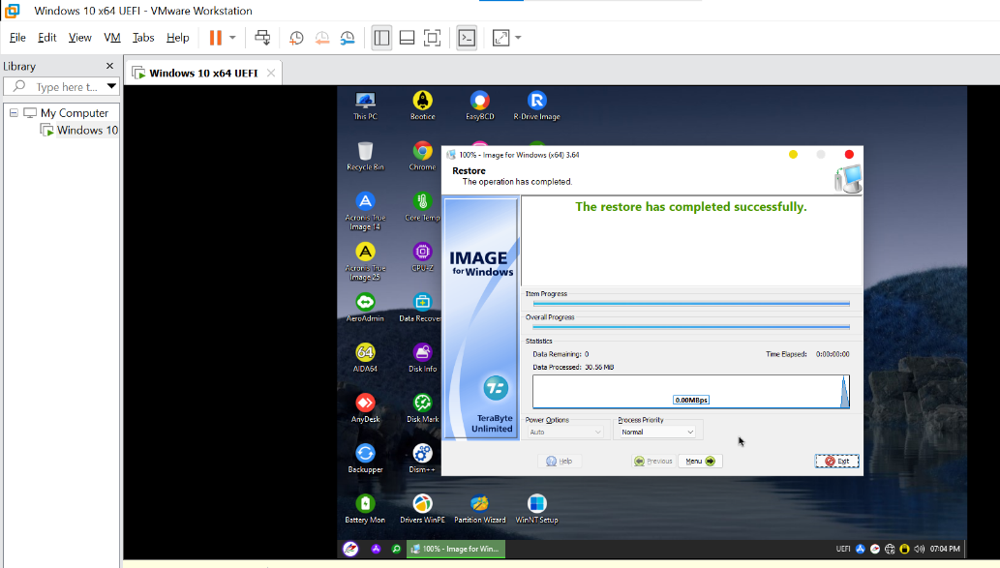 Windows 10 x64 UEFI - VMware Workstation
File Edit View VM Tabs Help
Library
Windows 10 x64 UEFI
Type here t...
My Computer
Windows 10
This PC
Bootice
EasyBCD
R-Drive Image
Recycle Bin
Chrome
Acronis True
Image 14
Core Temp
Acronis True
Image 25
CPU-Z
AeroAdmin
Data Recover
64
AIDA64
Disk Info
AnyDesk
Disk Mark
Backupper
Dism++
Battery Mon
Drivers WinPE
Partition Wizard
WinNT Setup
100% - Image for Windows (x64) 3.64
Restore
The operation has completed.
IMAGE
for Windows
TeraByte
Unlimited
The restore has completed successfully.
Item Progress
Overall Progress
Statistics
Data Remaining: 0
Time Elapsed: 0:00:00:00
Data Processed: 30.56 MB
0.00MBps
Power Options
Auto
Process Priority
Normal
Help
Previous
Menu
Exit
100% - Image for Win...
UEFI
07:04 PM